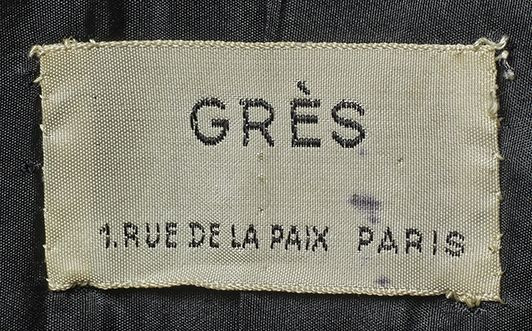 GRÈS
1.RUE DE LA PAIX PARIS